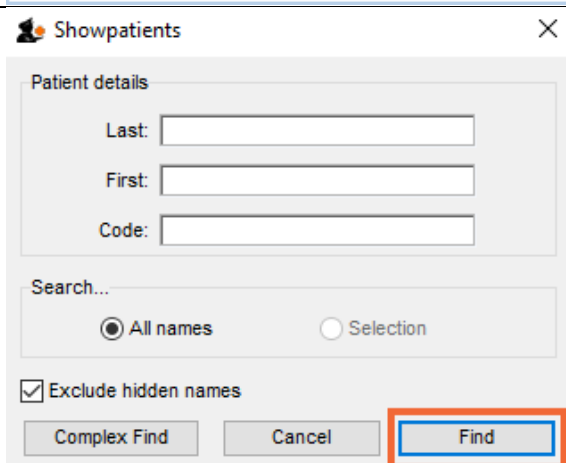 Showpatients
Patient details
Last:
First:
Code:
Search...
All names Selection
Exclude hidden names
Complex Find Cancel Find